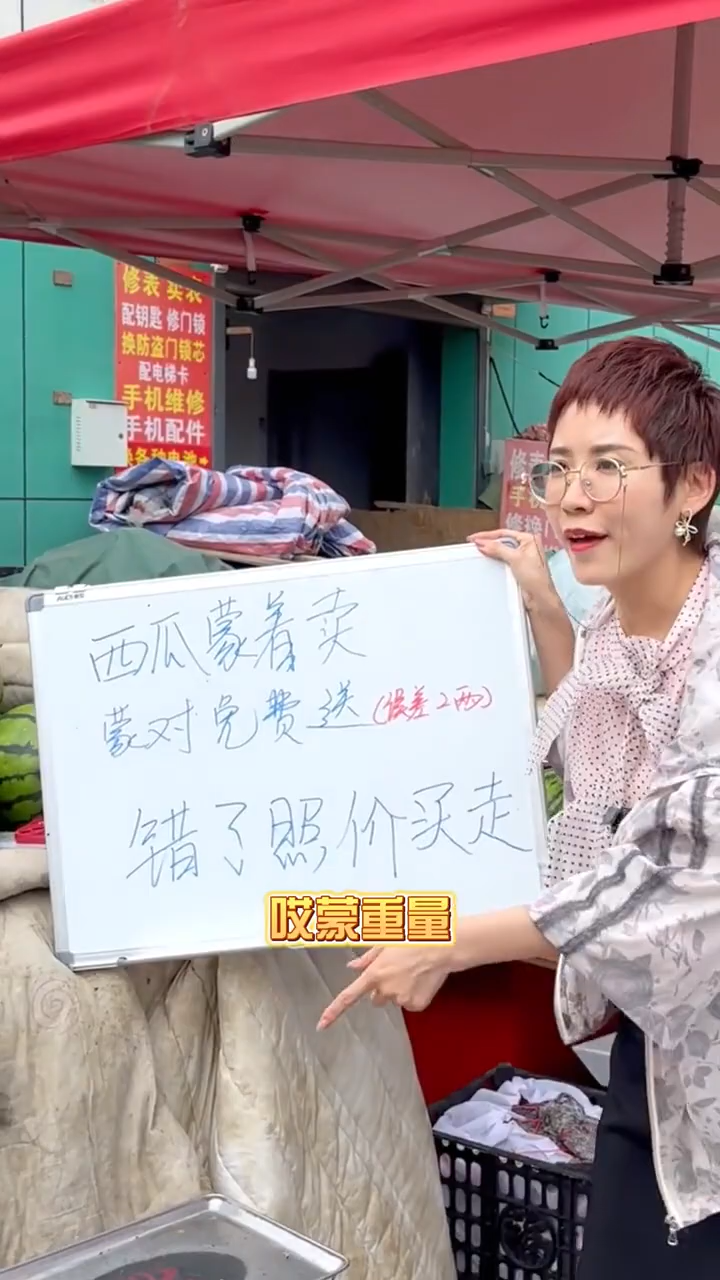 修表 卖表
配钥匙 修门锁
换防盗门锁芯
配电梯卡
手机维修
手机配件
西瓜蒙着卖
蒙对免费送(误差2两)
错了照价买走
哎蒙重量